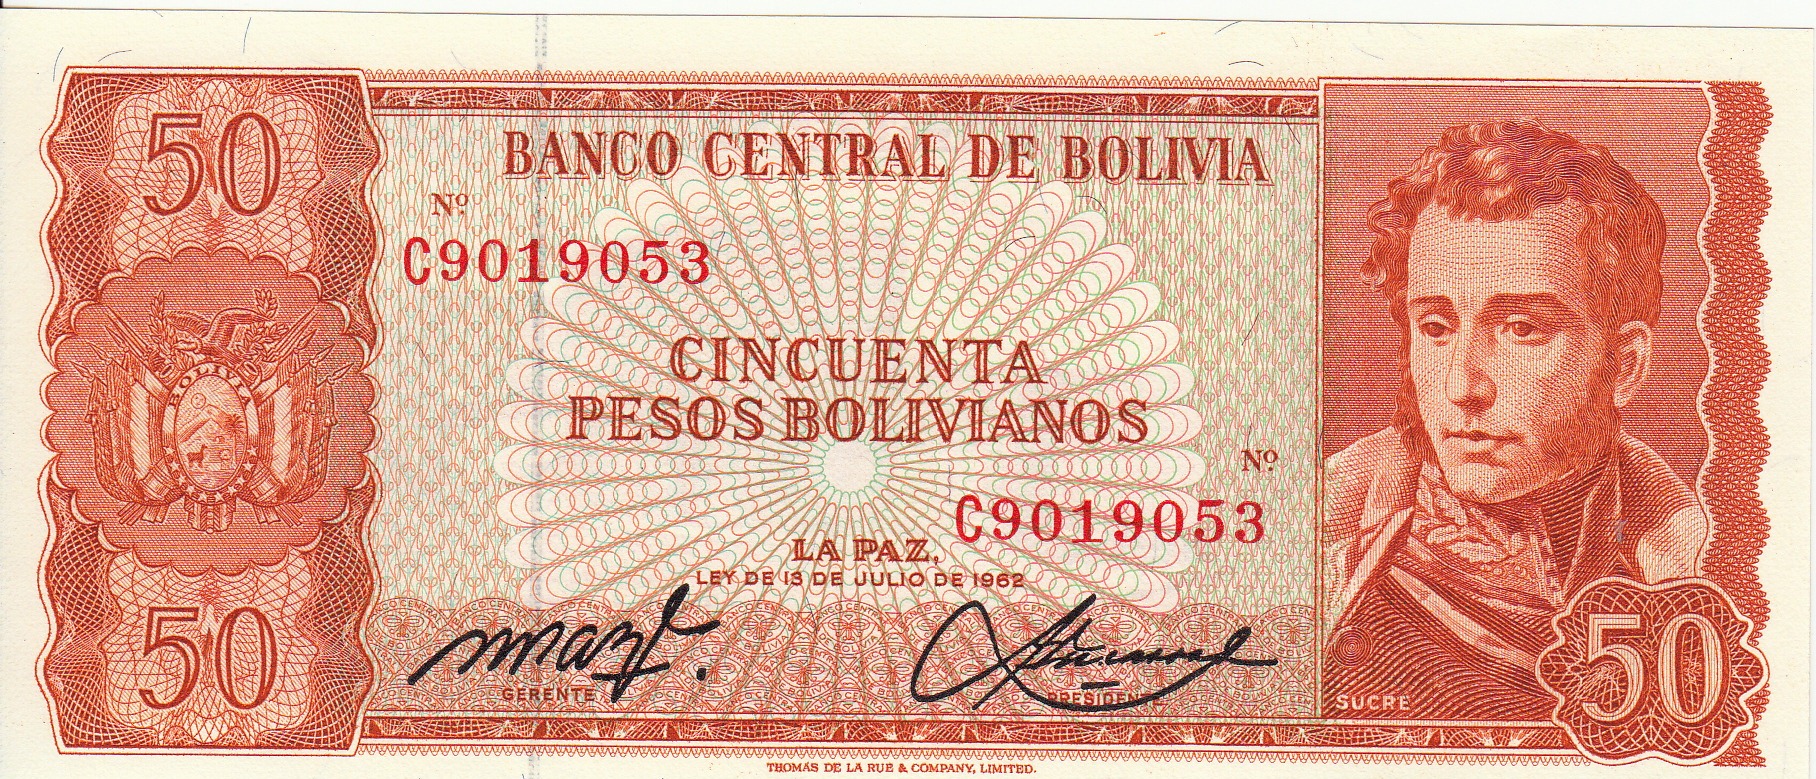 50
BANCO CENTRAL DE BOLIVIA
Nº
C9019053
BOLIVIA
CINCUENTA
PESOS BOLIVIANOS
Nº
C9019053
LA PAZ,
LEY DE 13 DE JULIO DE 1962
GERENTE
PRESIDENTE
SUCRE
50
50
THOMAS DE LA RUE & COMPANY, LIMITED.